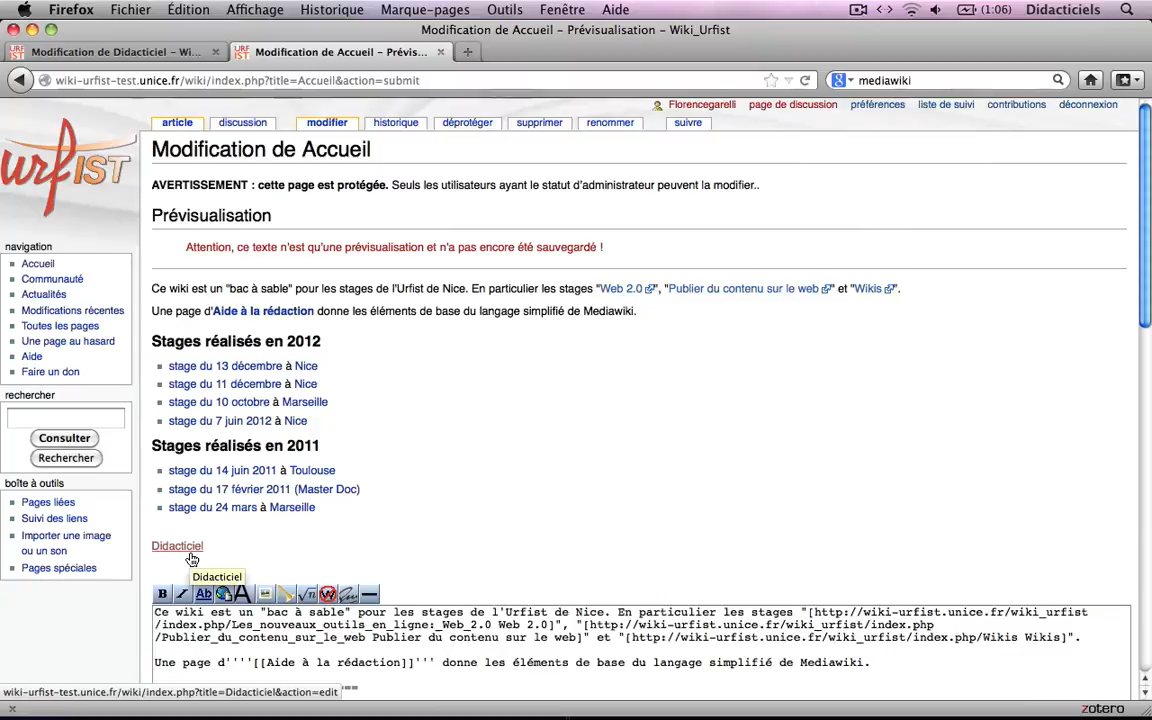 Firefox Fichier Édition Affichage Historique Marque-pages Outils Fenêtre Aide (1:06) Didacticiels
Modification de Accueil – Prévisualisation – Wiki_Urfist
Modification de Didacticiel – Wi... Modification de Accueil – Prévis...
wiki-urfist-test.unice.fr/wiki/index.php?title=Accueil&action=submit mediawiki
Florencegarelli page de discussion préférences liste de suivi contributions déconnexion
article discussion modifier historique déprotéger supprimer renommer suivre
urfiST
Modification de Accueil
AVERTISSEMENT : cette page est protégée. Seuls les utilisateurs ayant le statut d'administrateur peuvent la modifier..
Prévisualisation
Attention, ce texte n'est qu'une prévisualisation et n'a pas encore été sauvegardé !
navigation
Accueil
Communauté
Actualités
Modifications récentes
Toutes les pages
Une page au hasard
Aide
Faire un don
rechercher
Consulter
Rechercher
boîte à outils
Pages liées
Suivi des liens
Importer une image
ou un son
Pages spéciales
Ce wiki est un "bac à sable" pour les stages de l'Urfist de Nice. En particulier les stages "Web 2.0", "Publier du contenu sur le web" et "Wikis".
Une page d'Aide à la rédaction donne les éléments de base du langage simplifié de Mediawiki.
Stages réalisés en 2012
stage du 13 décembre à Nice
stage du 11 décembre à Nice
stage du 10 octobre à Marseille
stage du 7 juin 2012 à Nice
Stages réalisés en 2011
stage du 14 juin 2011 à Toulouse
stage du 17 février 2011 (Master Doc)
stage du 24 mars à Marseille
Didacticiel
Didacticiel
B Ab A √n W
Ce wiki est un "bac à sable" pour les stages de l'Urfist de Nice. En particulier les stages "[http://wiki-urfist.unice.fr/wiki_urfist
/index.php/Les_nouveaux_outils_en_ligne:_Web_2.0 Web 2.0]", "[http://wiki-urfist.unice.fr/wiki_urfist/index.php
/Publier_du_contenu_sur_le_web Publier du contenu sur le web]" et "[http://wiki-urfist.unice.fr/wiki_urfist/index.php/Wikis Wikis]".
Une page d''''[[Aide à la rédaction]]''' donne les éléments de base du langage simplifié de Mediawiki.
wiki-urfist-test.unice.fr/wiki/index.php?title=Didacticiel&action=edit
zotero